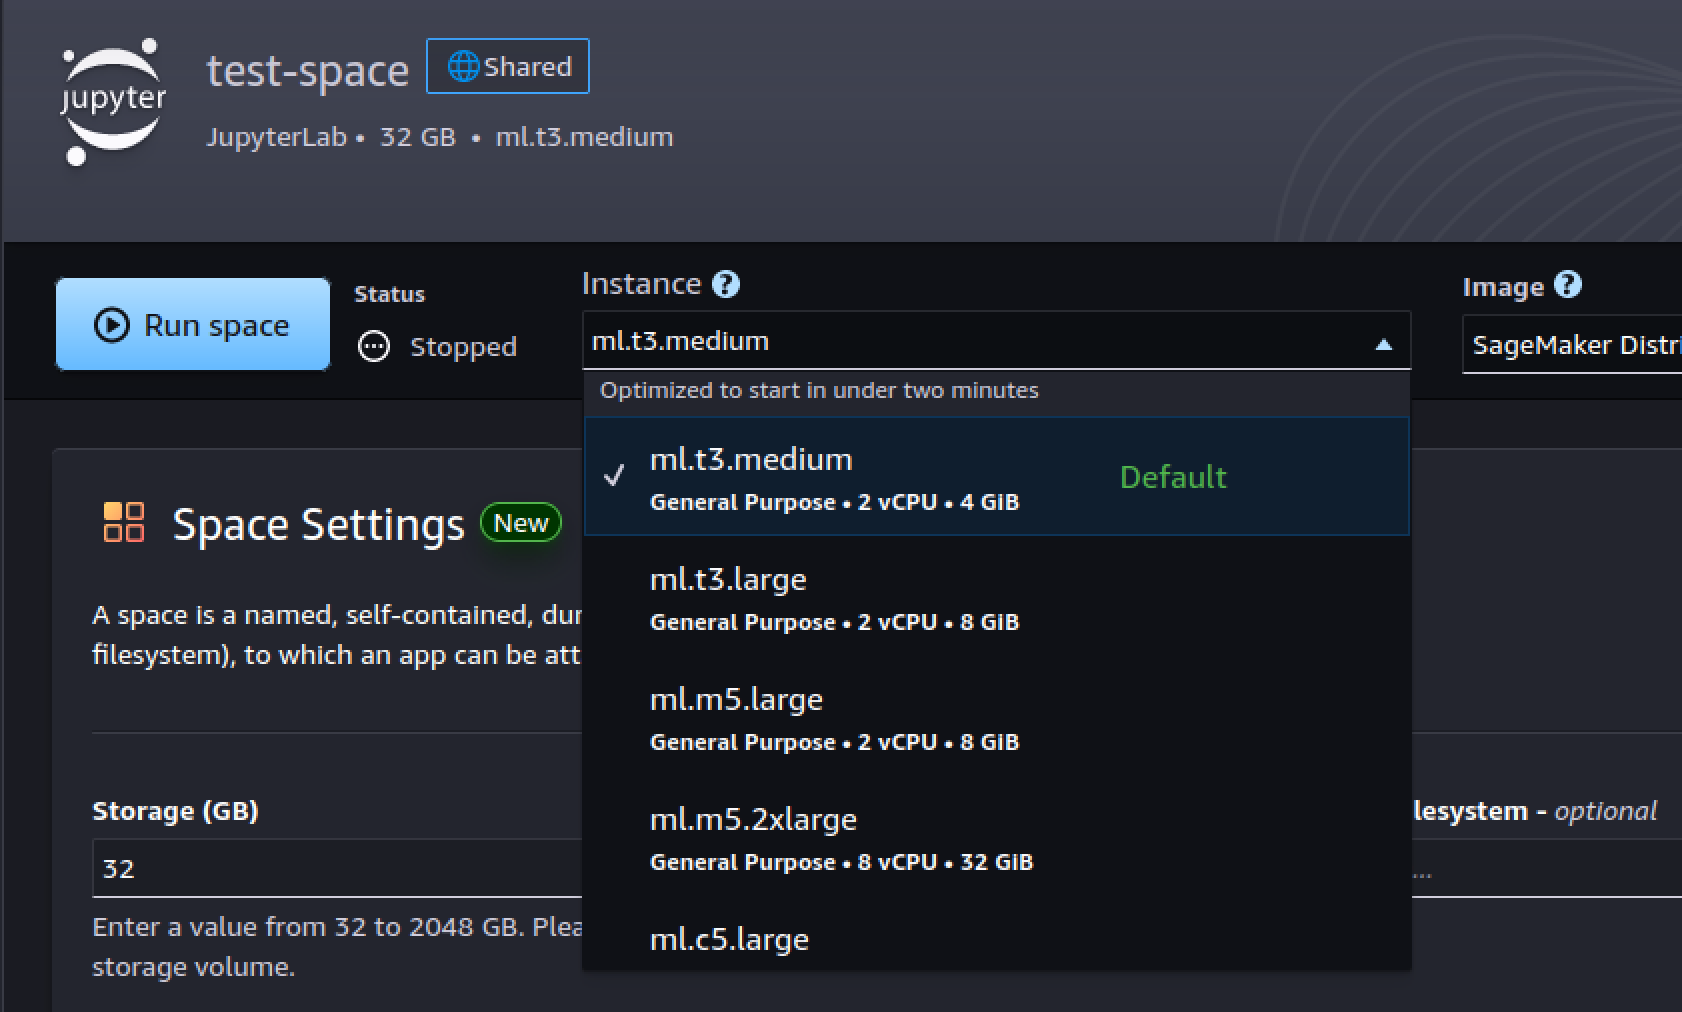 jupyter
test-space
Shared
JupyterLab • 32 GB • ml.t3.medium
Run space
Status
Stopped
Instance ?
ml.t3.medium
Image ?
SageMaker Distri
Optimized to start in under two minutes
ml.t3.medium
General Purpose • 2 vCPU • 4 GiB
Default
ml.t3.large
General Purpose • 2 vCPU • 8 GiB
ml.m5.large
General Purpose • 2 vCPU • 8 GiB
ml.m5.2xlarge
General Purpose • 8 vCPU • 32 GiB
ml.c5.large
Space Settings New
A space is a named, self-contained, dur
filesystem), to which an app can be att
Storage (GB)
32
Enter a value from 32 to 2048 GB. Plea
storage volume.
lesystem - optional
...